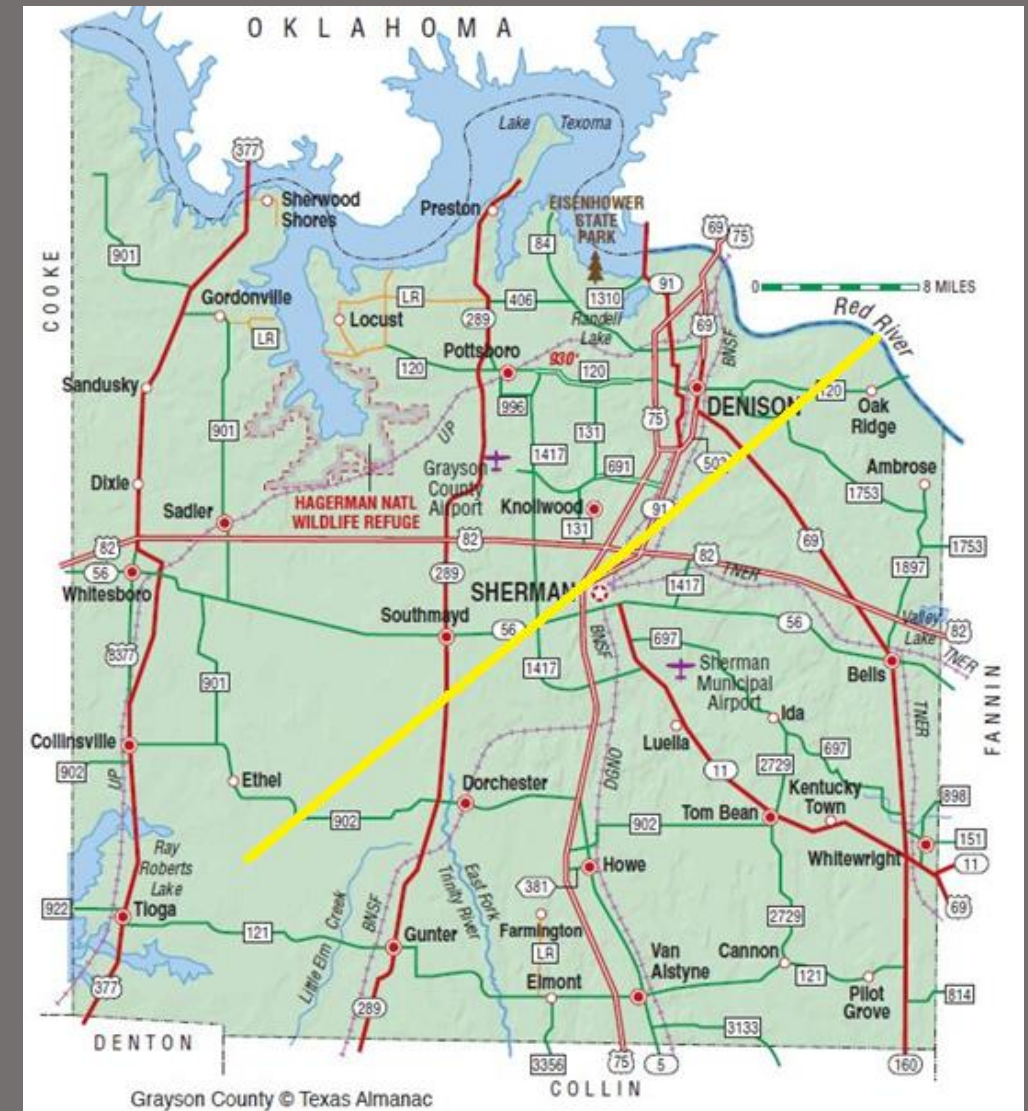 OKLAHOMA
Lake Texoma
377
Sherwood
Shores
Preston
EISENHOWER
STATE
PARK
69
75
84
901
COOKE
Gordonville
LR
406
1310
91
0
8 MILES
Red River
LR
Locust
289
Randell
Lake
69
BNSF
Pottsboro
930'
120
120
Sandusky
996
75
DENISON
120
Oak
Ridge
901
UP
131
1417
691
503
Ambrose
Dixie
Grayson
County
Airport
1753
Sadler
HAGERMAN NATL
WILDLIFE REFUGE
Knollwood
131
91
69
82
82
82
1753
56
289
TNER
1897
Whitesboro
SHERMAN
1417
Southmayd
56
56
Valley
Lake
82
BNSF
697
TNER
377
901
1417
Sherman
Municipal
Airport
Bells
Ida
TNER
FANNIN
Collinsville
Luella
697
902
UP
Ethel
DGNO
11
2729
Kentucky
Town
Dorchester
898
902
902
Tom Bean
151
Ray
Roberts
Lake
Whitewright
11
Howe
East Fork
Trinity River
381
69
922
Tioga
Little Elm Creek
BNSF
2729
121
Gunter
Farmington
LR
Van
Alstyne
Cannon
121
377
Elmont
Pilot
Grove
814
289
3133
DENTON
3356
75
5
160
COLLIN
Grayson County © Texas Almanac